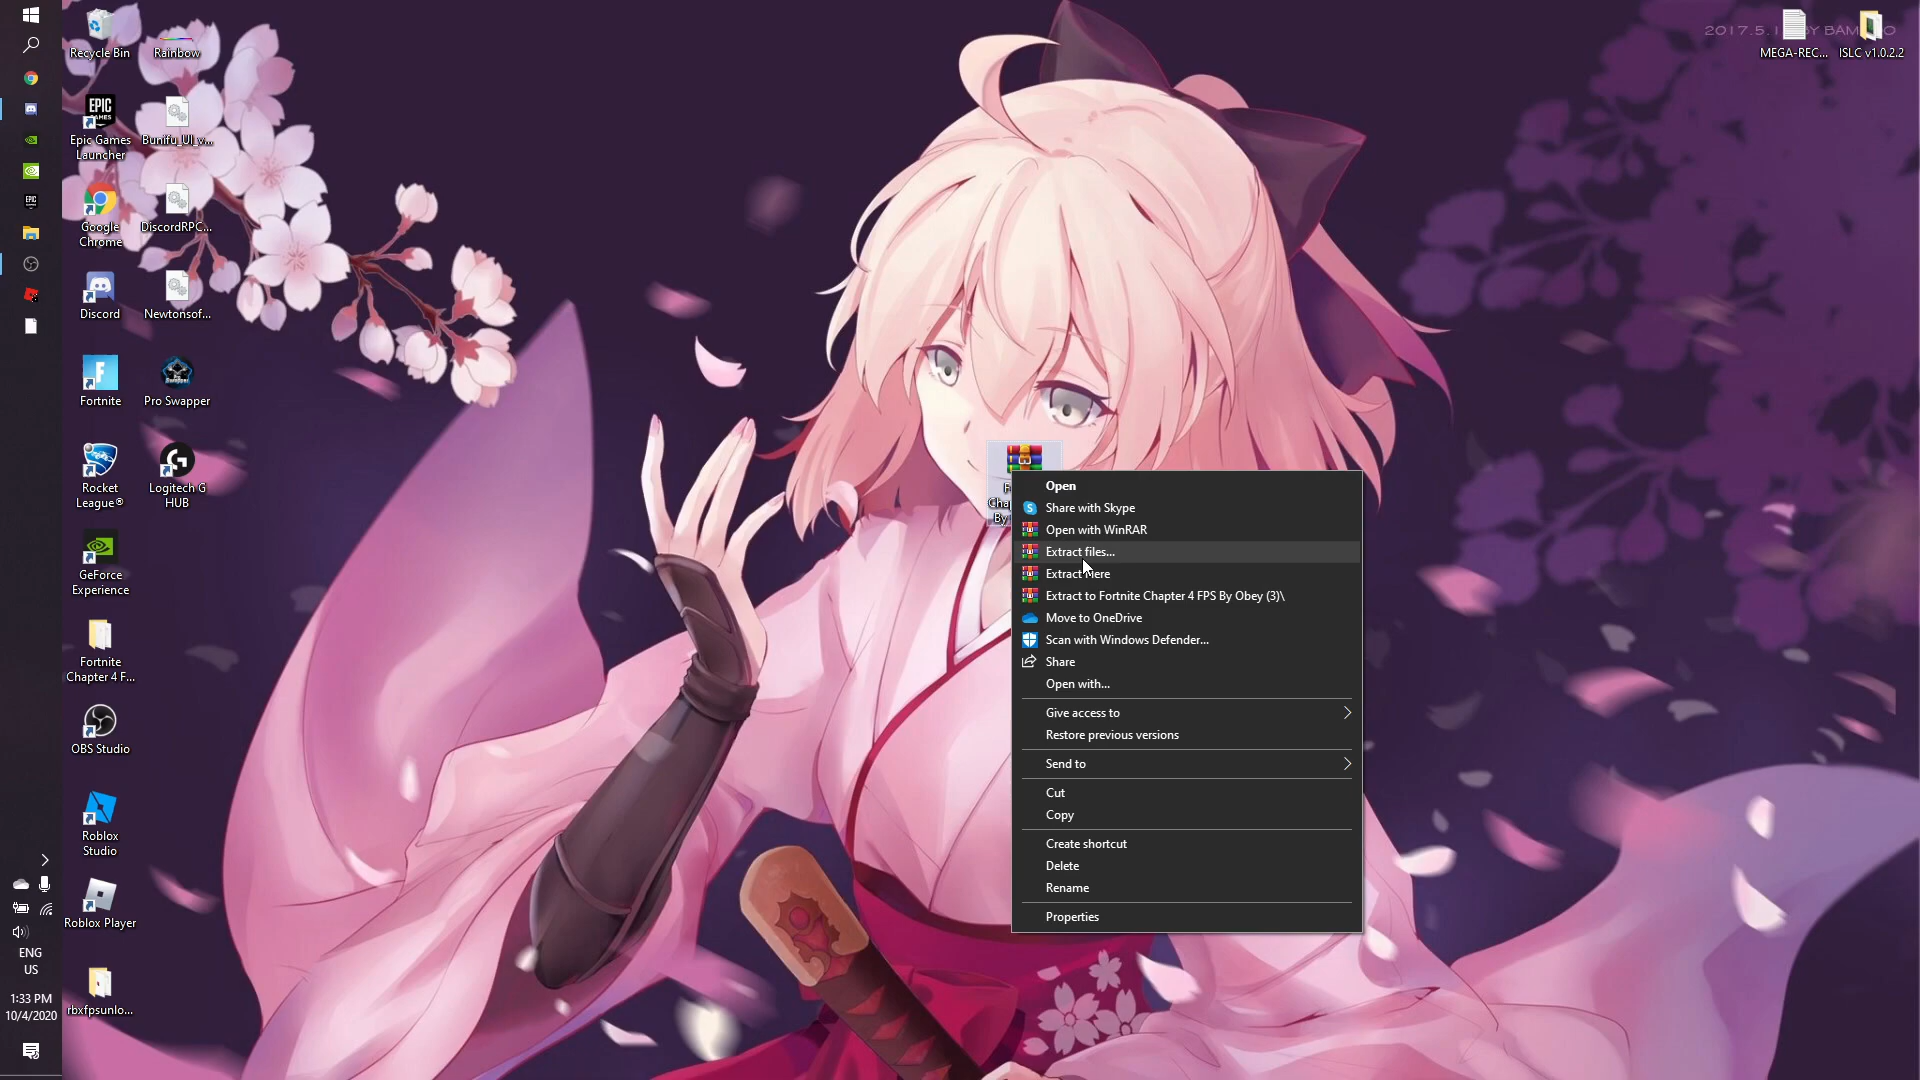 Recycle Bin
Rainbow
EPIC
GAMES
Epic Games
Launcher
Bunifu_UI_v...
Google
Chrome
DiscordRPC...
Discord
Newtonsof...
Fortnite
Pro Swapper
Rocket
League®
Logitech G
HUB
GeForce
Experience
Fortnite
Chapter 4 F...
OBS Studio
Roblox
Studio
Roblox Player
rbxfpsunlo...
ENG
US
1:33 PM
10/4/2020
2017.5.1
MEGA-REC...
ISLC v1.0.2.2
Open
Share with Skype
Open with WinRAR
Extract files...
Extract Here
Extract to Fortnite Chapter 4 FPS By Obey (3)\
Move to OneDrive
Scan with Windows Defender...
Share
Open with...
Give access to
Restore previous versions
Send to
Cut
Copy
Create shortcut
Delete
Rename
Properties